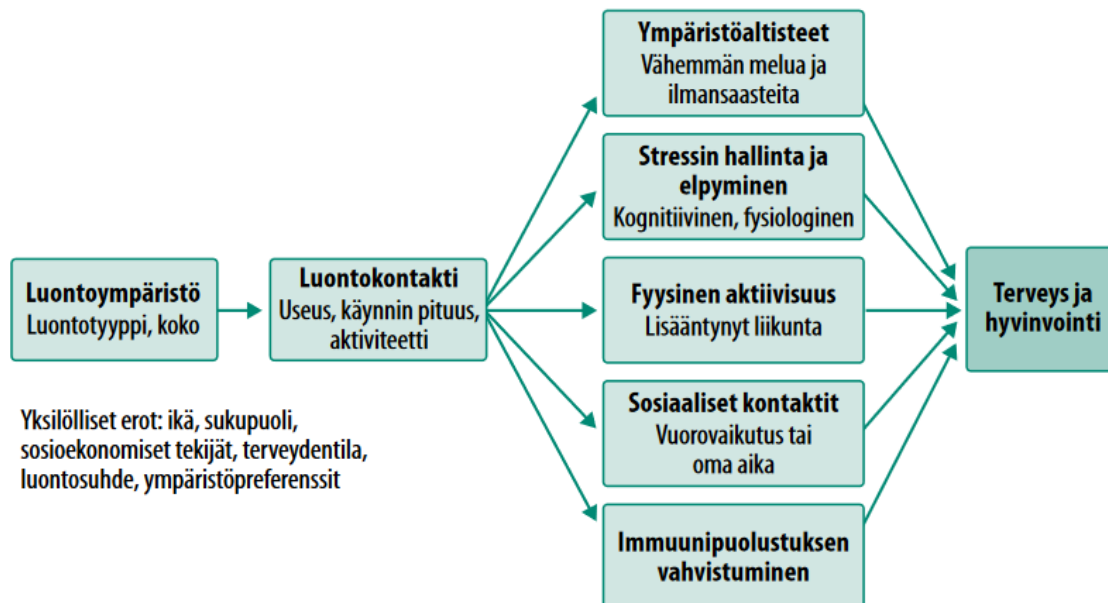 Luontoympäristö
Luontotyyppi, koko
Yksilölliset erot: ikä, sukupuoli,
sosioekonomiset tekijät, terveydentila,
luontosuhde, ympäristöpreferenssit
Luontokontakti
Useus, käynnin pituus,
aktiviteetti
Ympäristöaltisteet
Vähemmän melua ja
ilmansaasteita
Stressin hallinta ja
elpyminen
Kognitiivinen, fysiologinen
Fyysinen aktiivisuus
Lisääntynyt liikunta
Sosiaaliset kontaktit
Vuorovaikutus tai
oma aika
Immuunipuolustuksen
vahvistuminen
Terveys ja
hyvinvointi